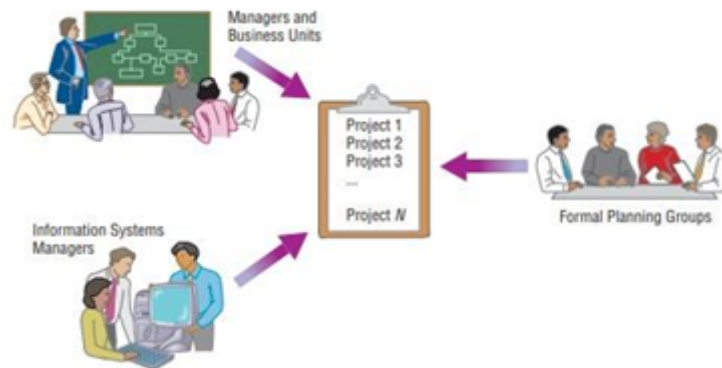 Managers and
Business Units
Project 1
Project 2
Project 3
...
Project N
Formal Planning Groups
Information Systems
Managers